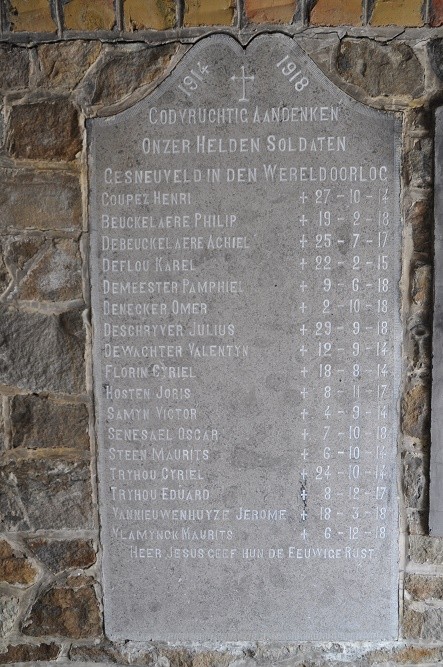 1914 1918
GODVRUCHTIG AANDENKEN
ONZER HELDEN SOLDATEN
GESNEUVELD IN DEN WERELDOORLOG
COUPEZ HENRI + 27-10-14
BEUCKELAERE PHILIP + 19-2-18
DEBEUCKELAERE ACHIEL + 25-7-17
DEFLOU KAREL + 22-2-15
DEMEESTER PAMPHIEL + 9-6-18
DENECKER OMER + 2-10-18
DESCHRYVER JULIUS + 29-9-18
DEWACHTER VALENTYN + 12-9-14
FLORIN CYRIEL + 18-8-14
HOSTEN JORIS + 8-11-17
SAMYN VICTOR + 4-9-14
SENESAEL OSCAR + 7-10-18
STEEN MAURITS + 6-10-14
TRYHOU CYRIEL + 24-10-14
TRYHOU EDUARD + 8-12-17
VANNIEUWENHUYZE JEROME + 18-3-18
VLAMYNCK MAURITS + 6-12-18
HEER JESUS GEEF HUN DE EEUWIGE RUST